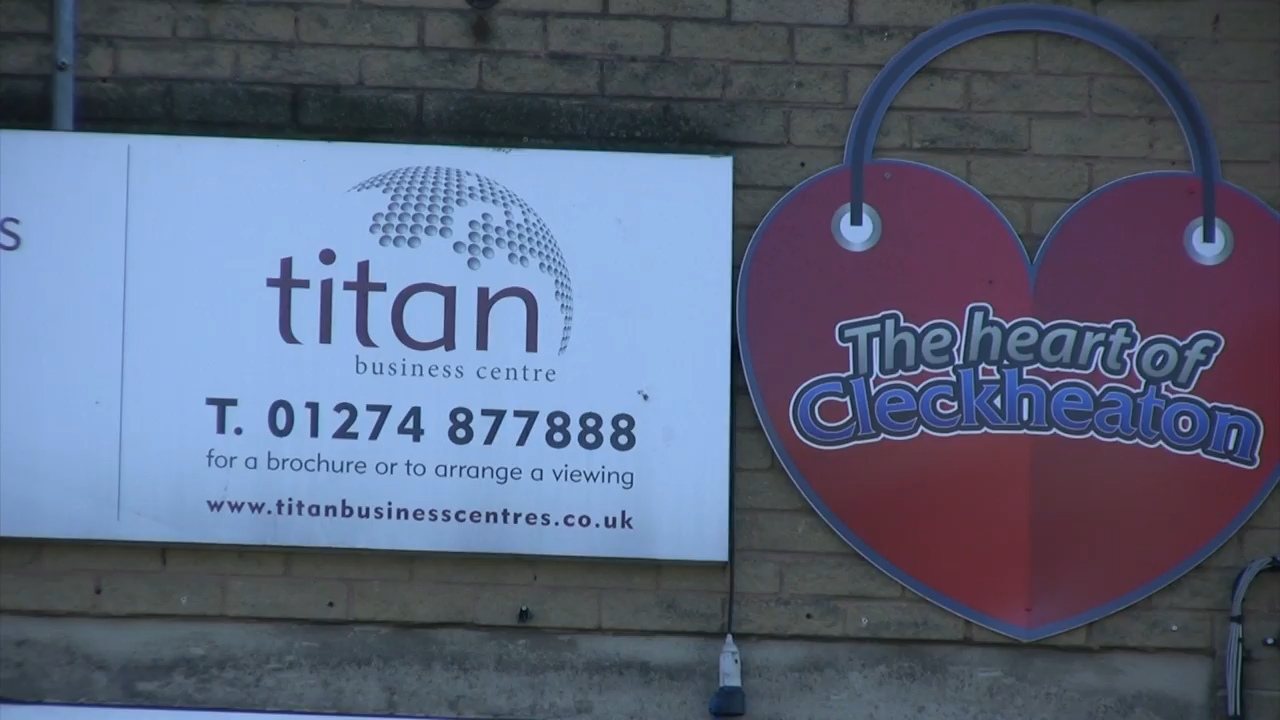 s
titan
business centre
T. 01274 877888
for a brochure or to arrange a viewing
www.titanbusinesscentres.co.uk
The heart of
Cleckheaton